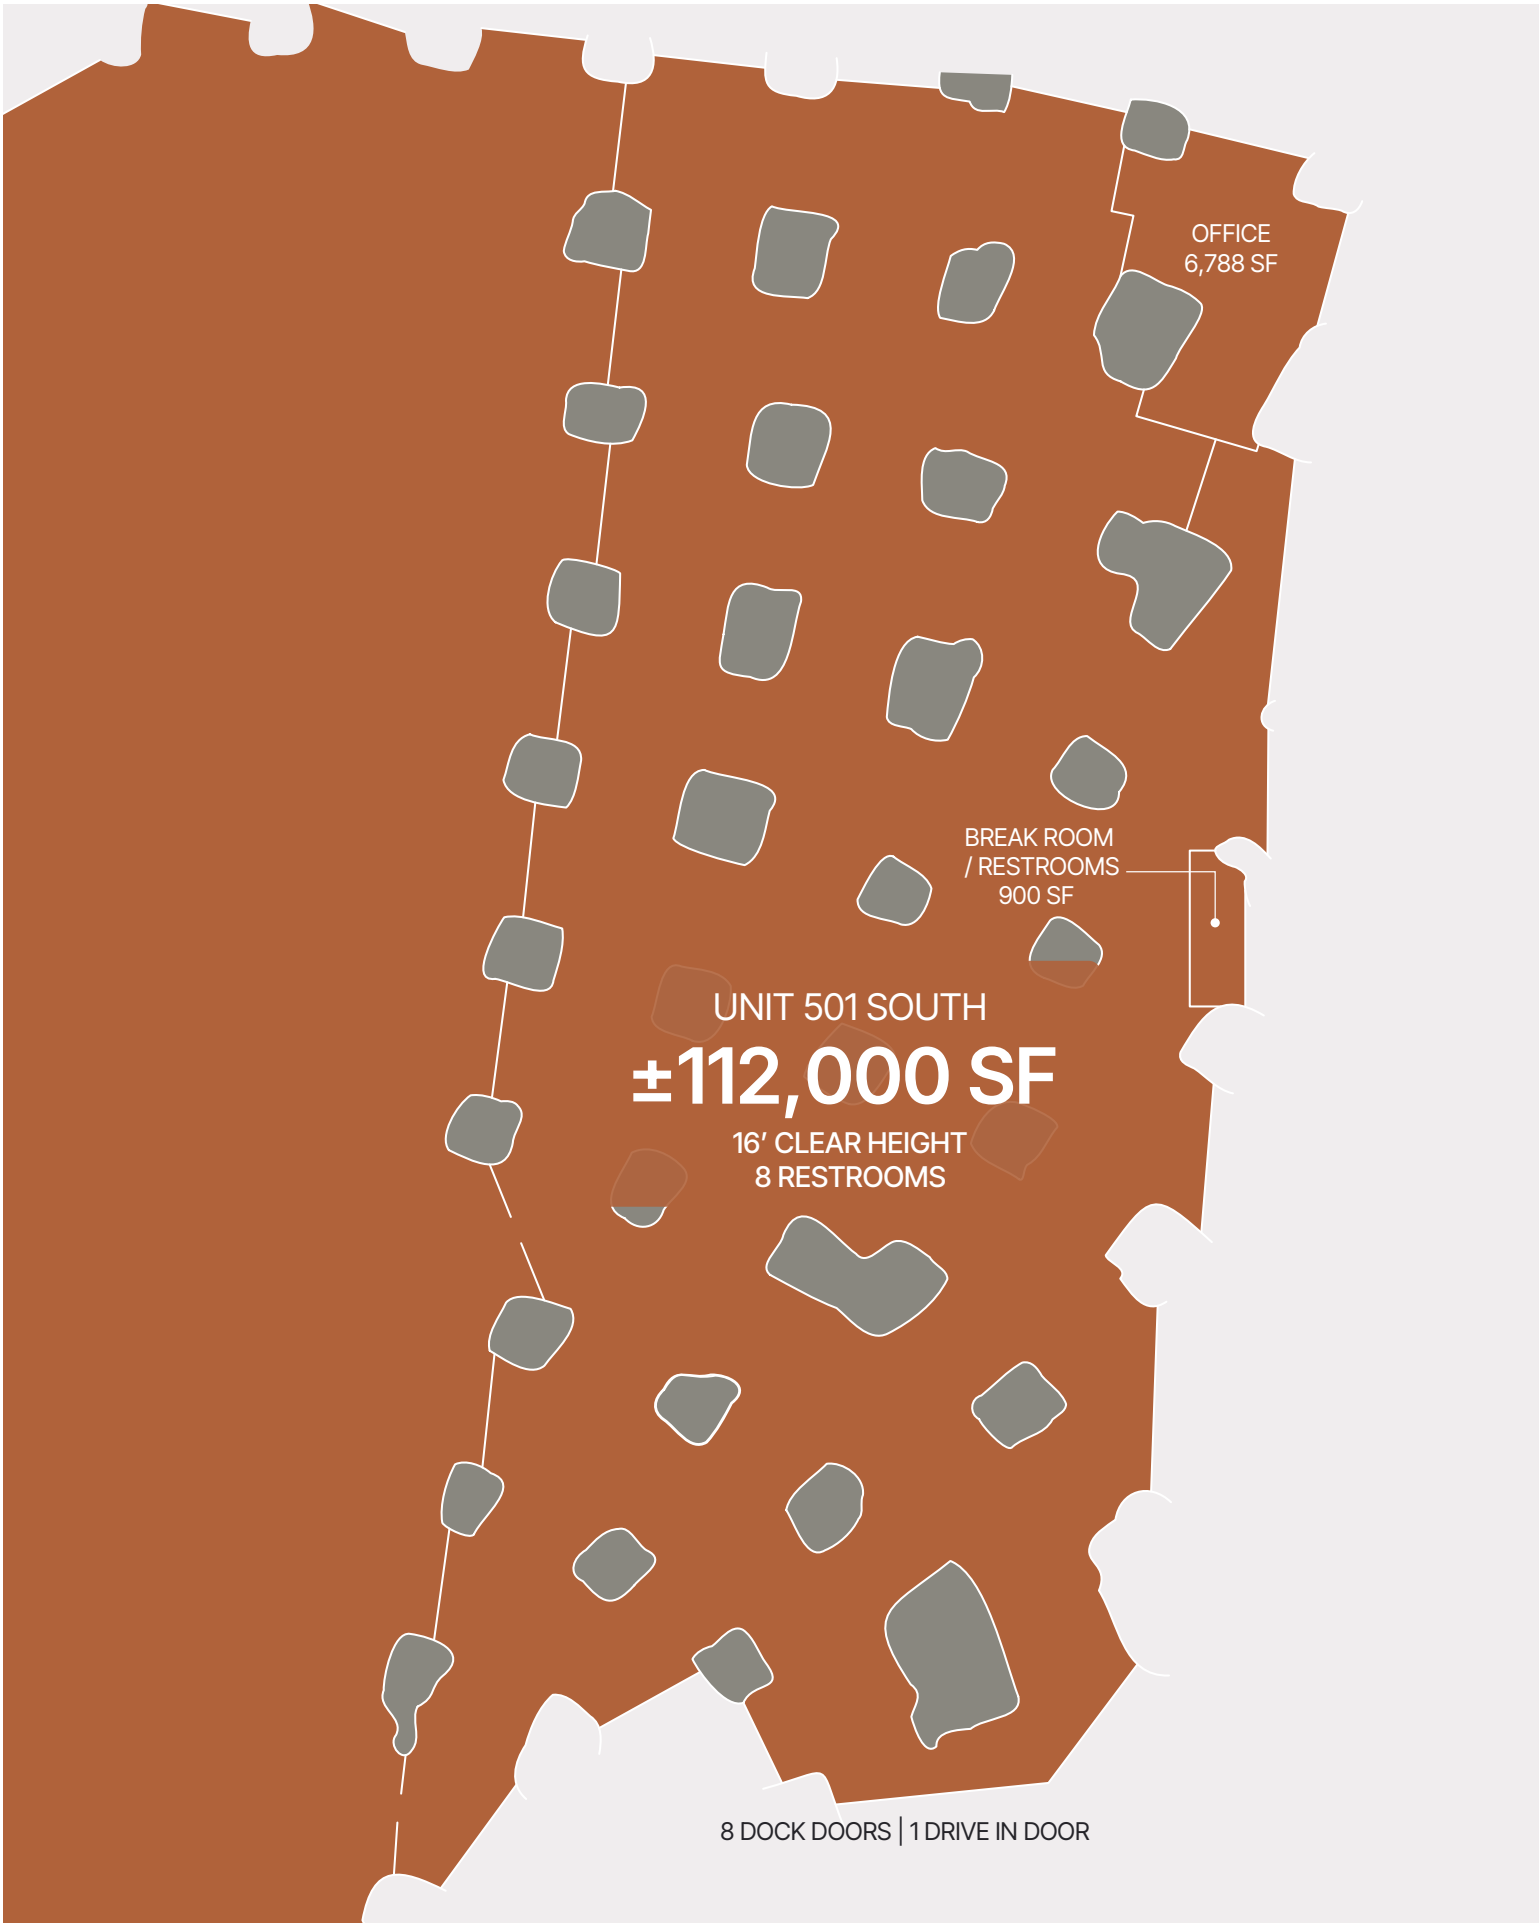 OFFICE
6,788 SF
BREAK ROOM
/ RESTROOMS
900 SF
UNIT 501 SOUTH
±112,000 SF
16’ CLEAR HEIGHT
8 RESTROOMS
8 DOCK DOORS | 1 DRIVE IN DOOR